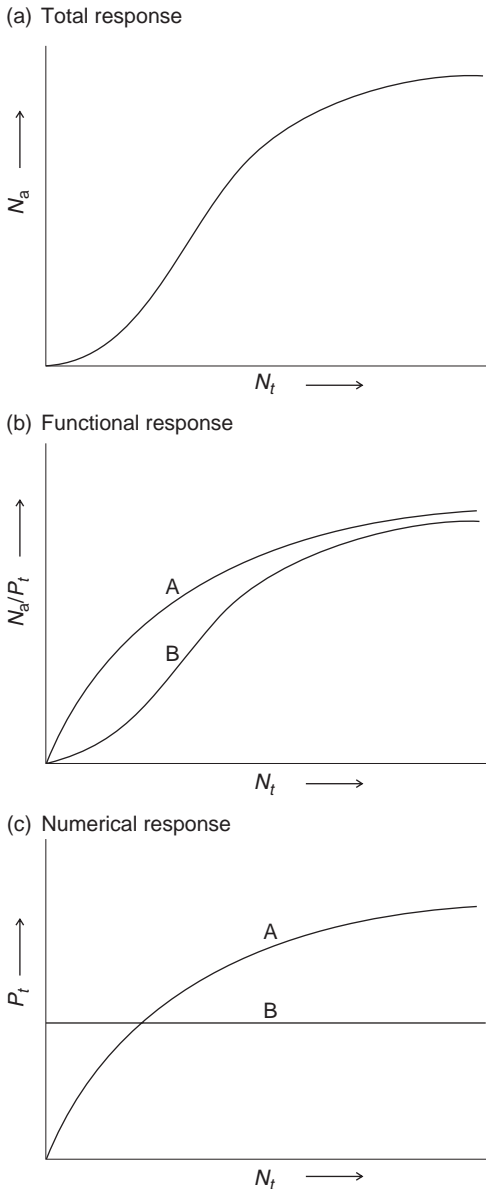 (a) Total response
Nₐ
Nₜ
(b) Functional response
Nₐ/Pₜ
A
B
Nₜ
(c) Numerical response
Pₜ
A
B
Nₜ